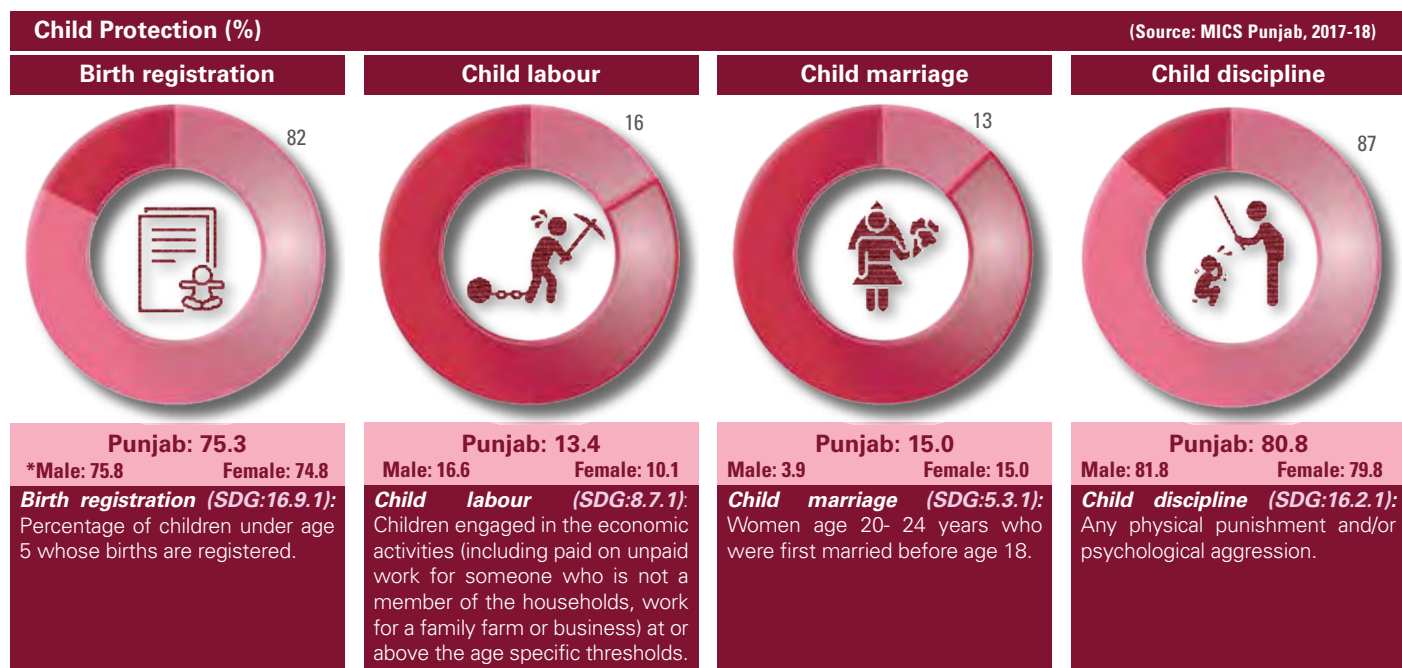 Child Protection (%)
(Source: MICS Punjab, 2017-18)
Birth registration
82
Punjab: 75.3
*Male: 75.8 Female: 74.8
Birth registration (SDG:16.9.1):
Percentage of children under age
5 whose births are registered.
Child labour
16
Punjab: 13.4
Male: 16.6 Female: 10.1
Child labour (SDG:8.7.1):
Children engaged in the economic
activities (including paid on unpaid
work for someone who is not a
member of the households, work
for a family farm or business) at or
above the age specific thresholds.
Child marriage
13
Punjab: 15.0
Male: 3.9 Female: 15.0
Child marriage (SDG:5.3.1):
Women age 20- 24 years who
were first married before age 18.
Child discipline
87
Punjab: 80.8
Male: 81.8 Female: 79.8
Child discipline (SDG:16.2.1):
Any physical punishment and/or
psychological aggression.